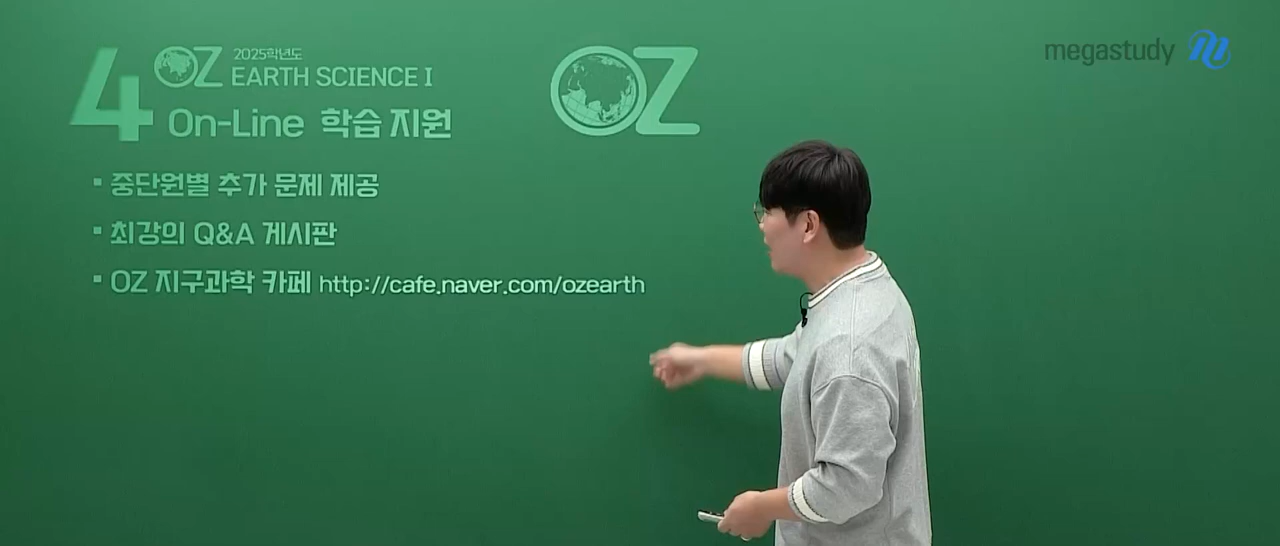 4
OZ 2025학년도
EARTH SCIENCE I
On-Line 학습 지원
▪ 중단원별 추가 문제 제공
▪ 최강의 Q&A 게시판
▪ OZ 지구과학 카페 http://cafe.naver.com/ozearth
OZ
megastudy